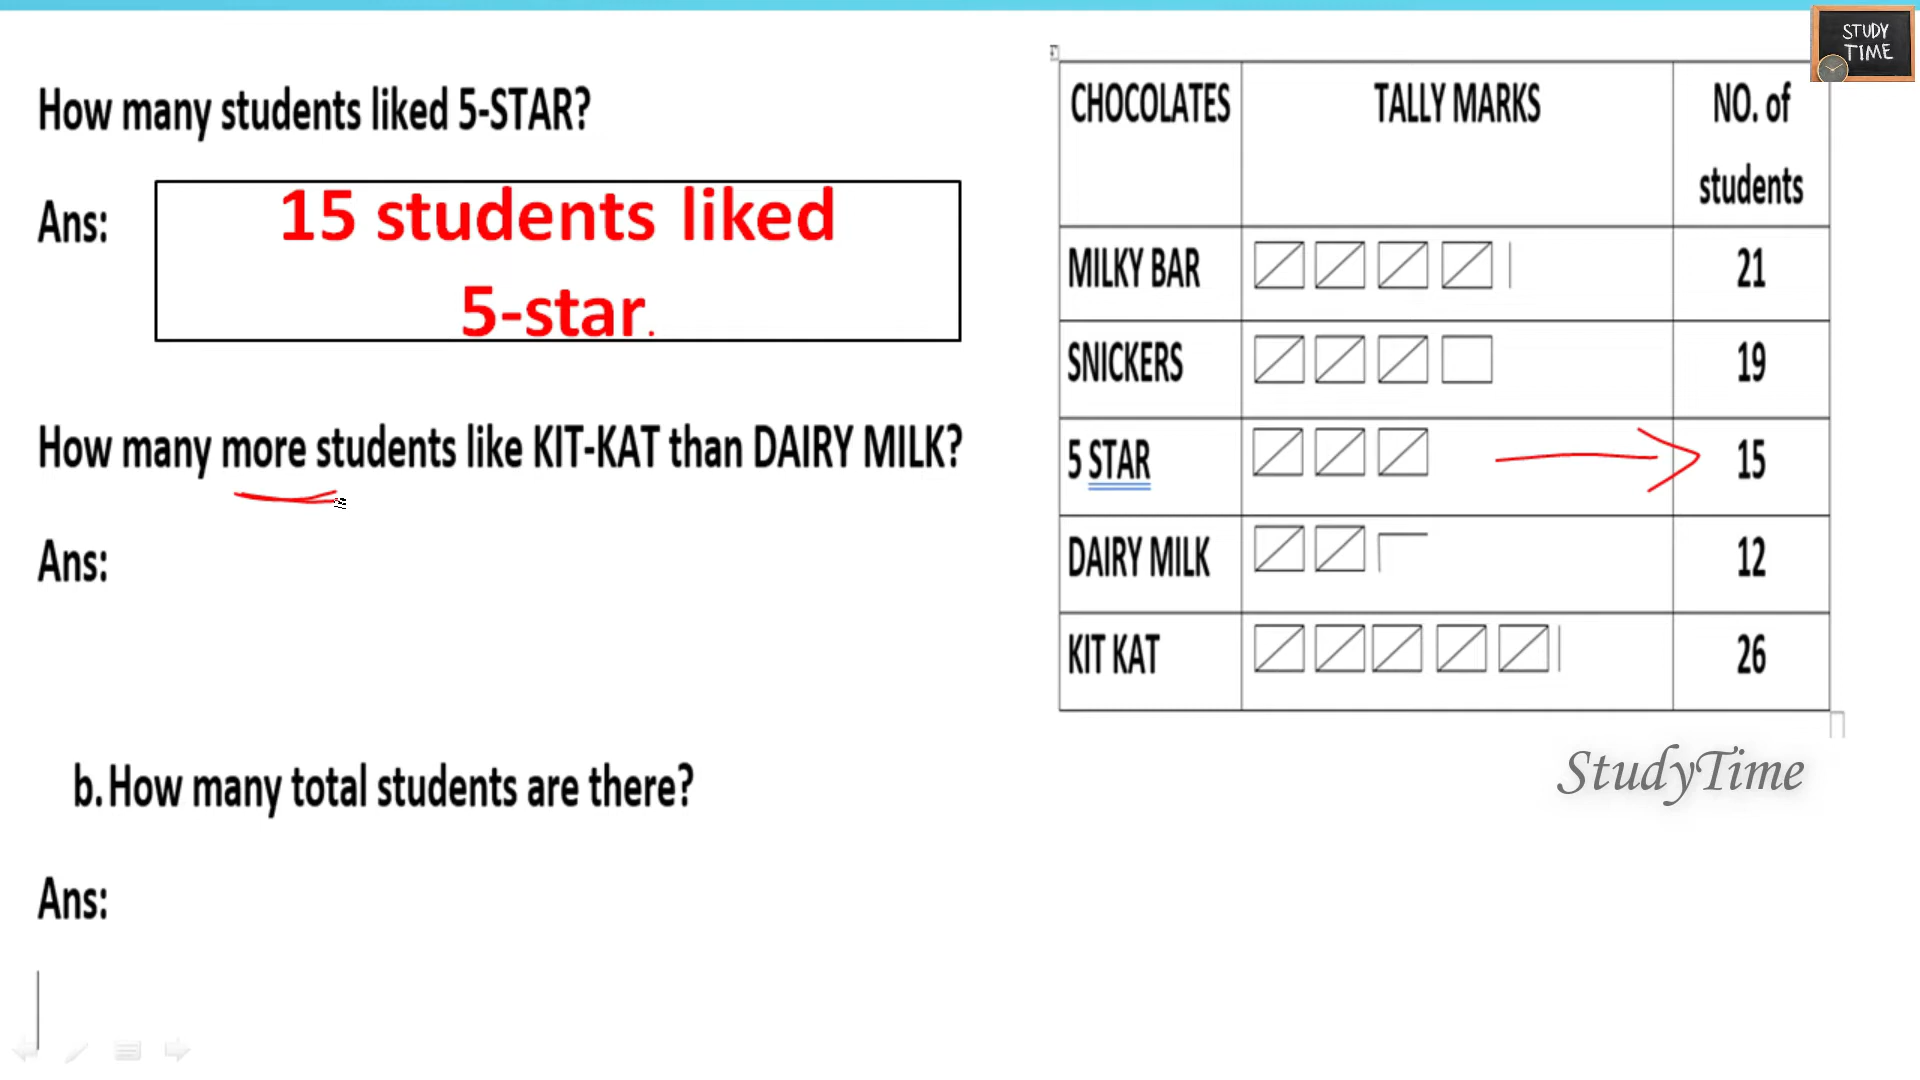 STUDY
TIME
How many students liked 5-STAR?
Ans:
15 students liked
5-star.
How many more students like KIT-KAT than DAIRY MILK?
Ans:
b. How many total students are there?
Ans:
CHOCOLATES TALLY MARKS NO. of
students
MILKY BAR 21
SNICKERS 19
5 STAR 15
DAIRY MILK 12
KIT KAT 26
StudyTime